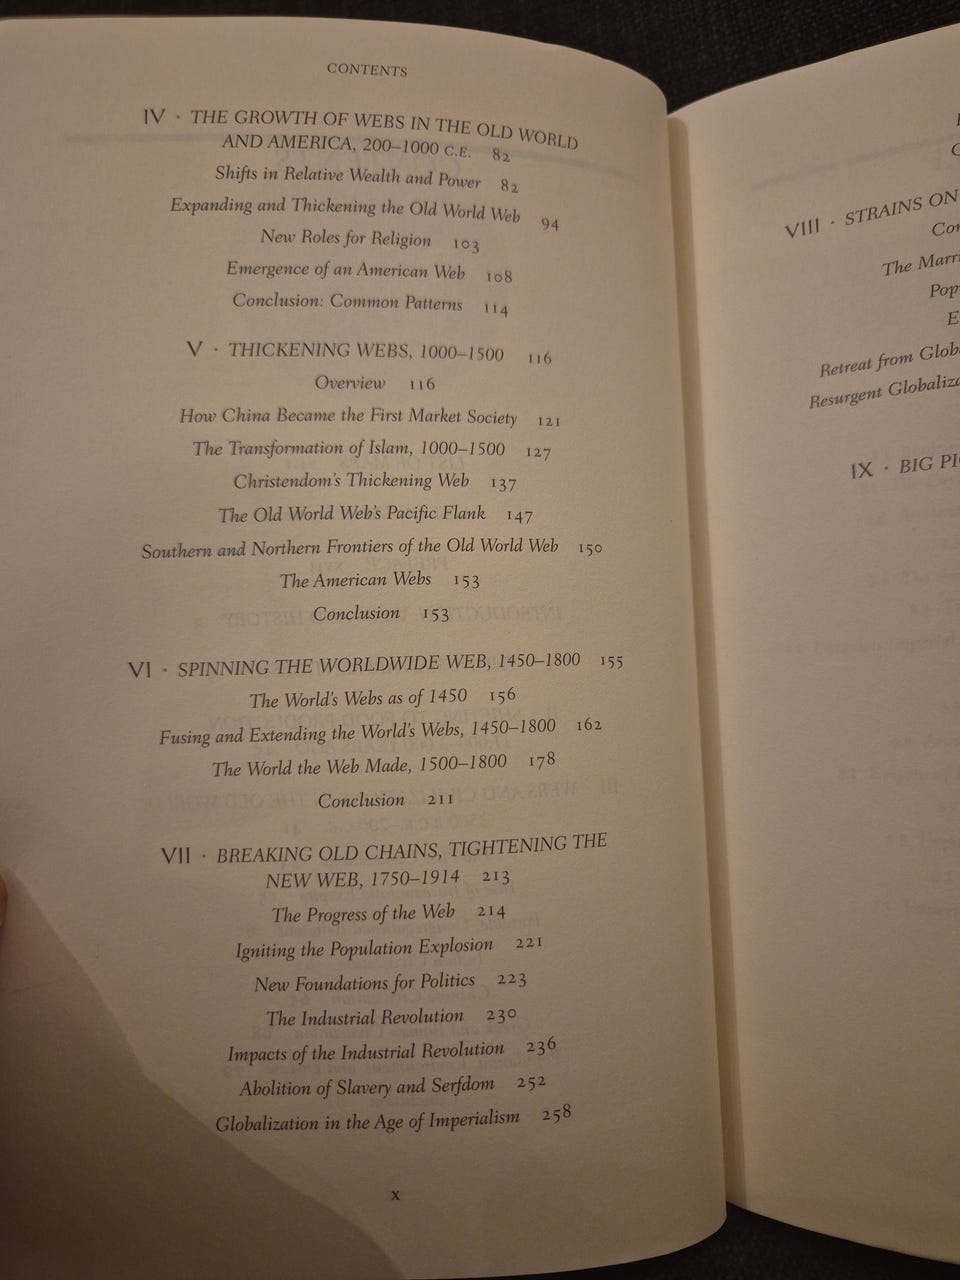 CONTENTS
IV · THE GROWTH OF WEBS IN THE OLD WORLD
AND AMERICA, 200–1000 C.E. 82
Shifts in Relative Wealth and Power 82
Expanding and Thickening the Old World Web 94
New Roles for Religion 103
Emergence of an American Web 108
Conclusion: Common Patterns 114
V · THICKENING WEBS, 1000–1500 116
Overview 116
How China Became the First Market Society 121
The Transformation of Islam, 1000–1500 127
Christendom's Thickening Web 137
The Old World Web's Pacific Flank 147
Southern and Northern Frontiers of the Old World Web 150
The American Webs 153
Conclusion 153
VI · SPINNING THE WORLDWIDE WEB, 1450–1800 155
The World's Webs as of 1450 156
Fusing and Extending the World's Webs, 1450–1800 162
The World the Web Made, 1500–1800 178
Conclusion 211
VII · BREAKING OLD CHAINS, TIGHTENING THE
NEW WEB, 1750–1914 213
The Progress of the Web 214
Igniting the Population Explosion 221
New Foundations for Politics 223
The Industrial Revolution 230
Impacts of the Industrial Revolution 236
Abolition of Slavery and Serfdom 252
Globalization in the Age of Imperialism 258
x
VIII · STRAINS ON
The
Retreat from
Resurgent
IX · BIG